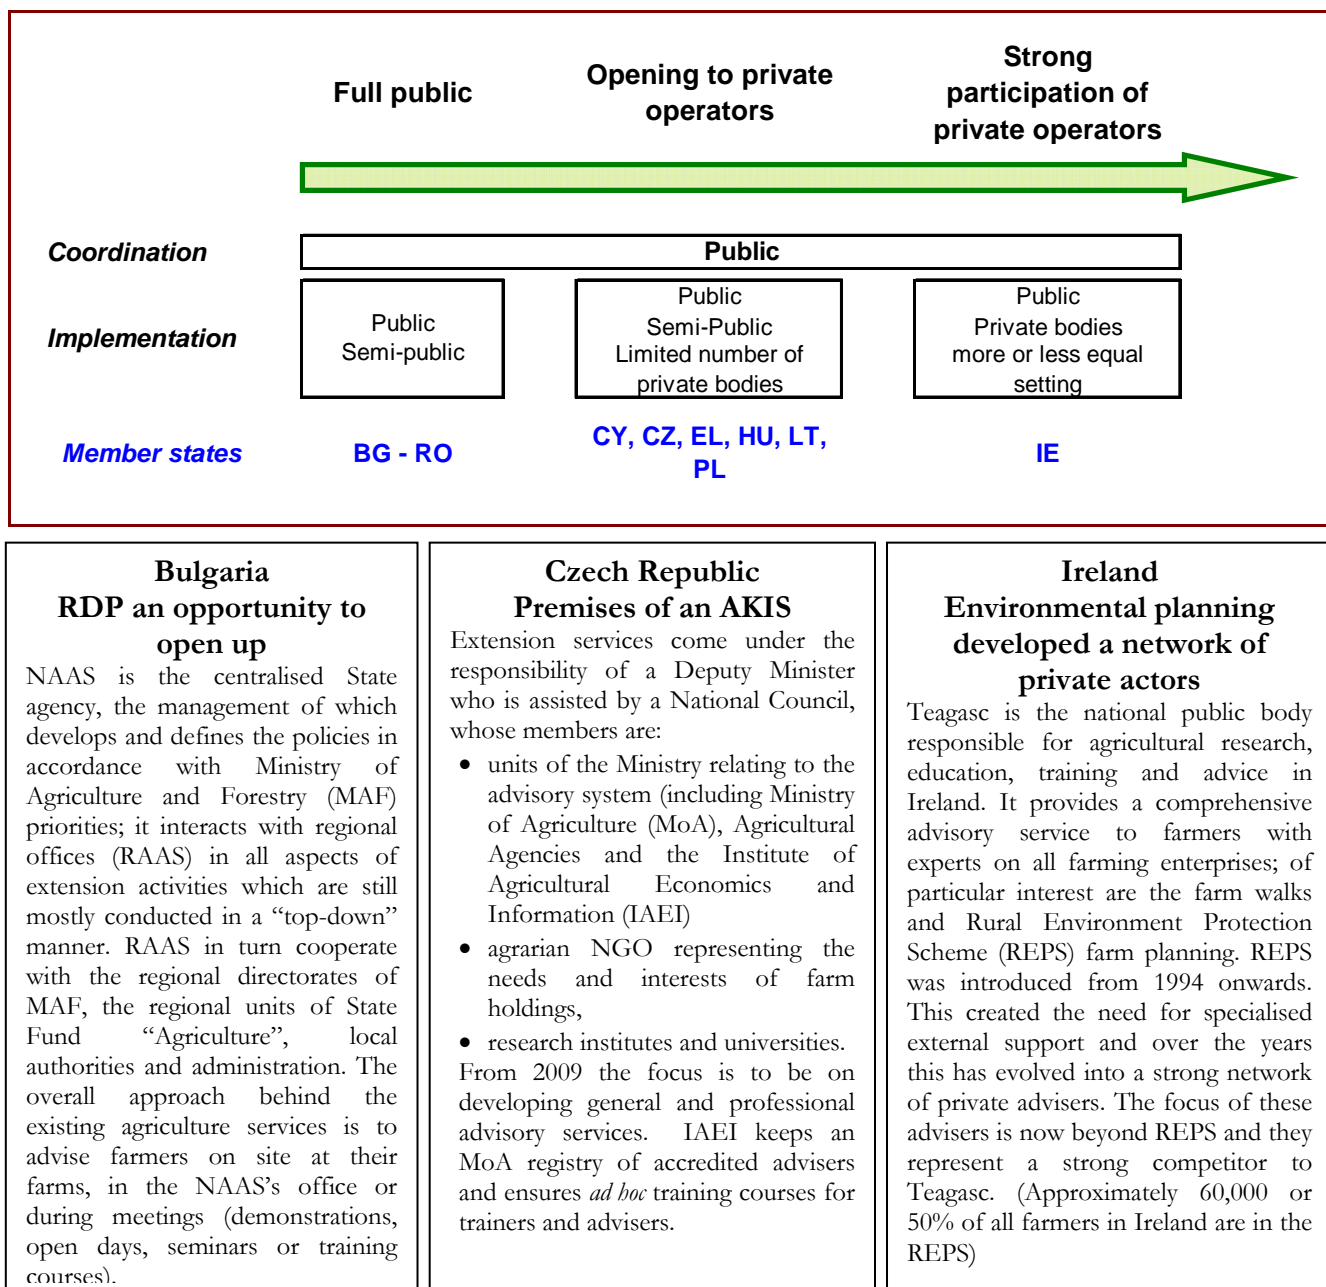 Full public
Opening to private
operators
Strong
participation of
private operators
Coordination
Public
Implementation
Public
Semi-public
Public
Semi-Public
Limited number of
private bodies
Public
Private bodies
more or less equal
setting
Member states
BG - RO
CY, CZ, EL, HU, LT,
PL
IE
Bulgaria
RDP an opportunity to
open up
NAAS is the centralised State
agency, the management of which
develops and defines the policies in
accordance with Ministry of
Agriculture and Forestry (MAF)
priorities; it interacts with regional
offices (RAAS) in all aspects of
extension activities which are still
mostly conducted in a “top-down”
manner. RAAS in turn cooperate
with the regional directorates of
MAF, the regional units of State
Fund “Agriculture”, local
authorities and administration. The
overall approach behind the
existing agriculture services is to
advise farmers on site at their
farms, in the NAAS’s office or
during meetings (demonstrations,
open days, seminars or training
courses).
Czech Republic
Premises of an AKIS
Extension services come under the
responsibility of a Deputy Minister
who is assisted by a National Council,
whose members are:
• units of the Ministry relating to the
advisory system (including Ministry
of Agriculture (MoA), Agricultural
Agencies and the Institute of
Agricultural Economics and
Information (IAEI)
• agrarian NGO representing the
needs and interests of farm
holdings,
• research institutes and universities.
From 2009 the focus is to be on
developing general and professional
advisory services. IAEI keeps an
MoA registry of accredited advisers
and ensures ad hoc training courses for
trainers and advisers.
Ireland
Environmental planning
developed a network of
private actors
Teagasc is the national public body
responsible for agricultural research,
education, training and advice in
Ireland. It provides a comprehensive
advisory service to farmers with
experts on all farming enterprises; of
particular interest are the farm walks
and Rural Environment Protection
Scheme (REPS) farm planning. REPS
was introduced from 1994 onwards.
This created the need for specialised
external support and over the years
this has evolved into a strong network
of private advisers. The focus of these
advisers is now beyond REPS and they
represent a strong competitor to
Teagasc. (Approximately 60,000 or
50% of all farmers in Ireland are in the
REPS)